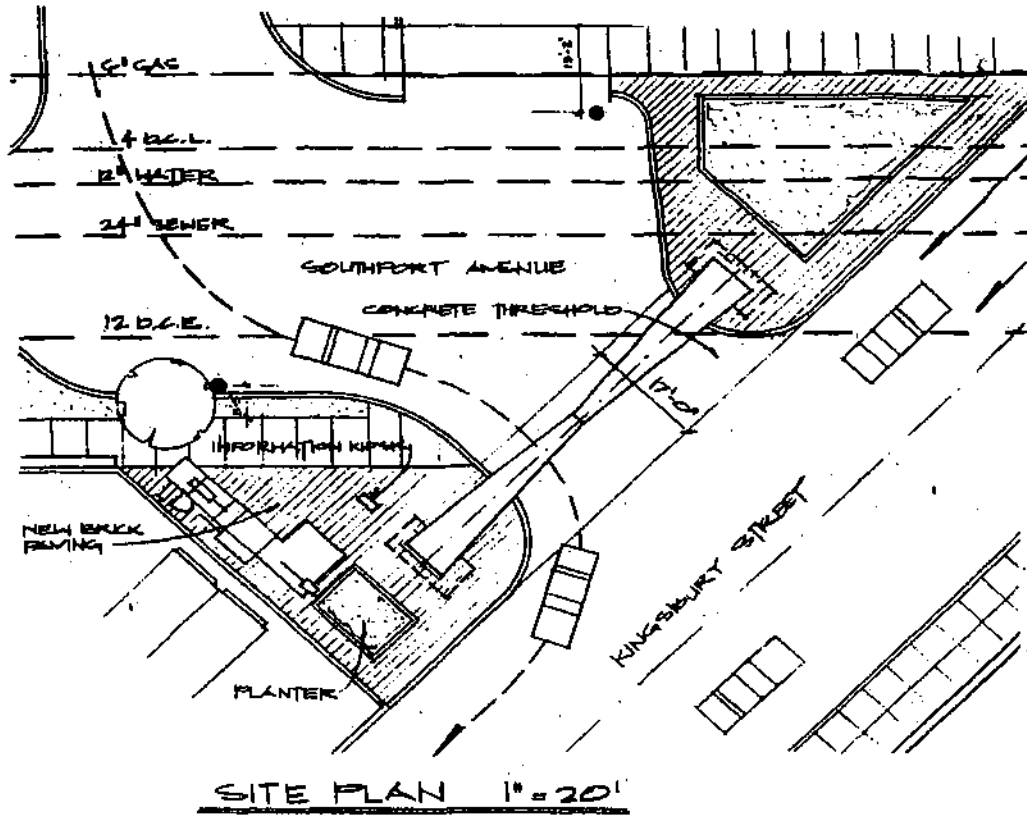 6" GAS
4 D.C.L.
12" WATER
24" SEWER
SOUTHPORT AVENUE
CONCRETE THRESHOLD
12 D.C.E.
17'-0"
INFORMATION KIOSK
NEW BRICK
PAVING
KINGSBURY STREET
PLANTER
SITE PLAN 1"=20'